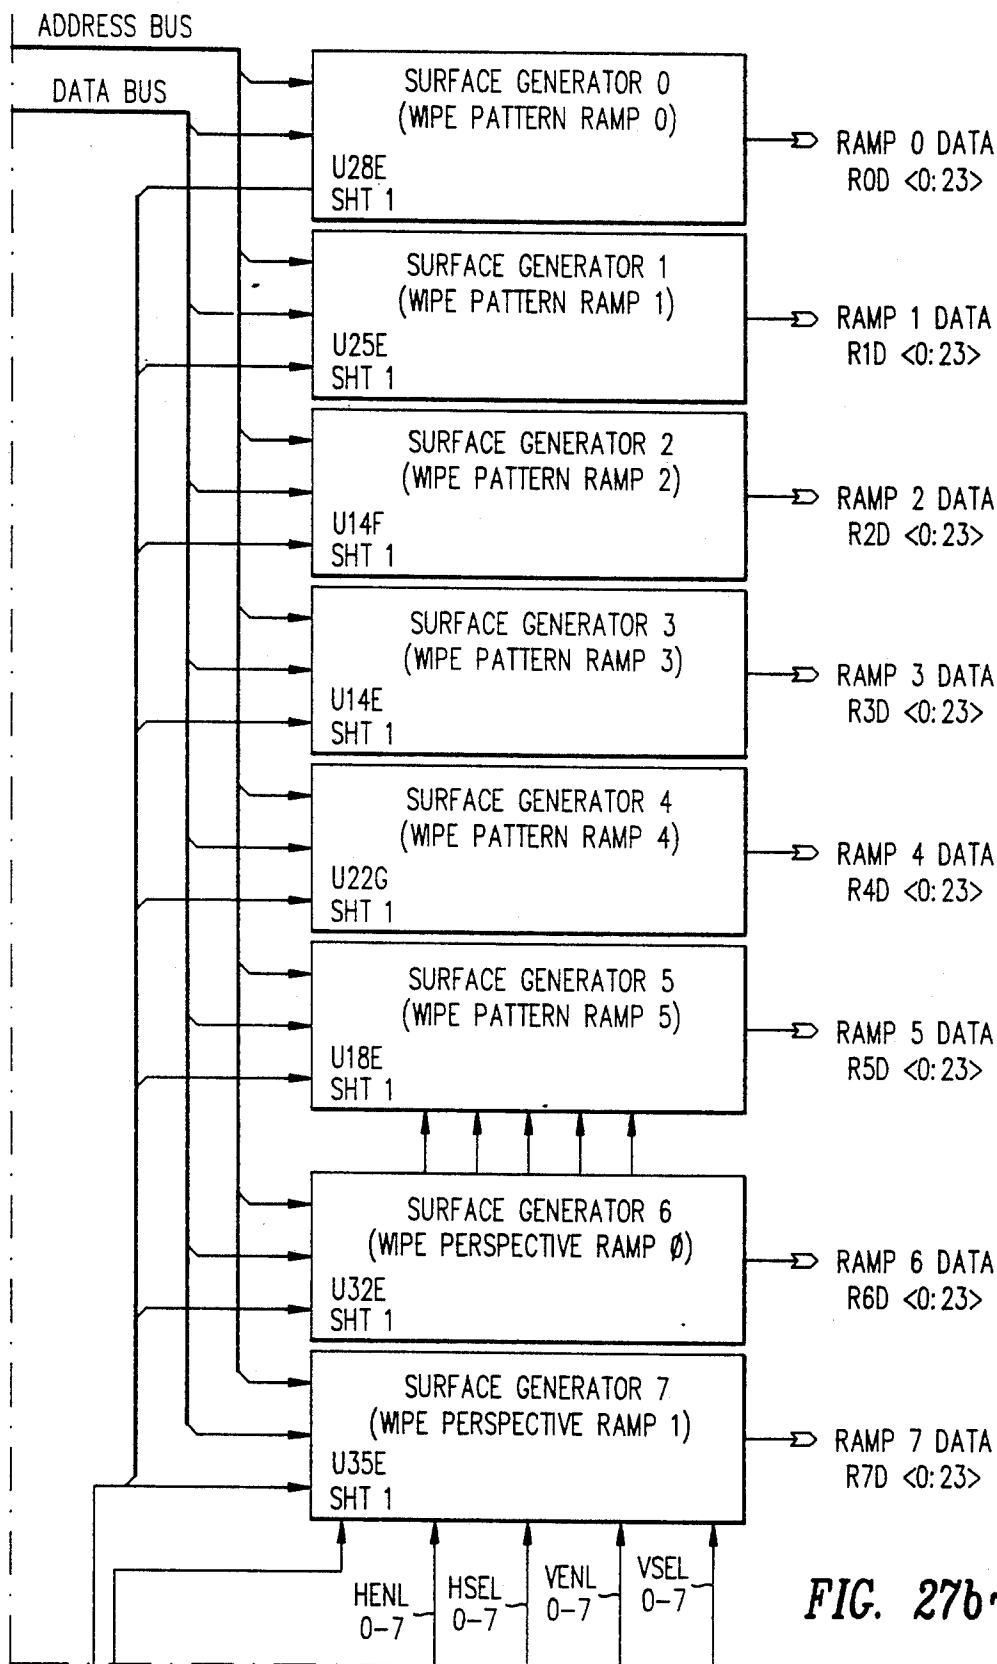 ADDRESS BUS
DATA BUS
SURFACE GENERATOR 0
(WIPE PATTERN RAMP 0)
U28E
SHT 1
RAMP 0 DATA
R0D <0:23>
SURFACE GENERATOR 1
(WIPE PATTERN RAMP 1)
U25E
SHT 1
RAMP 1 DATA
R1D <0:23>
SURFACE GENERATOR 2
(WIPE PATTERN RAMP 2)
U14F
SHT 1
RAMP 2 DATA
R2D <0:23>
SURFACE GENERATOR 3
(WIPE PATTERN RAMP 3)
U14E
SHT 1
RAMP 3 DATA
R3D <0:23>
SURFACE GENERATOR 4
(WIPE PATTERN RAMP 4)
U22G
SHT 1
RAMP 4 DATA
R4D <0:23>
SURFACE GENERATOR 5
(WIPE PATTERN RAMP 5)
U18E
SHT 1
RAMP 5 DATA
R5D <0:23>
SURFACE GENERATOR 6
(WIPE PERSPECTIVE RAMP Ø)
U32E
SHT 1
RAMP 6 DATA
R6D <0:23>
SURFACE GENERATOR 7
(WIPE PERSPECTIVE RAMP 1)
U35E
SHT 1
RAMP 7 DATA
R7D <0:23>
HENL
0-7
HSEL
0-7
VENL
0-7
VSEL
0-7
FIG. 27b